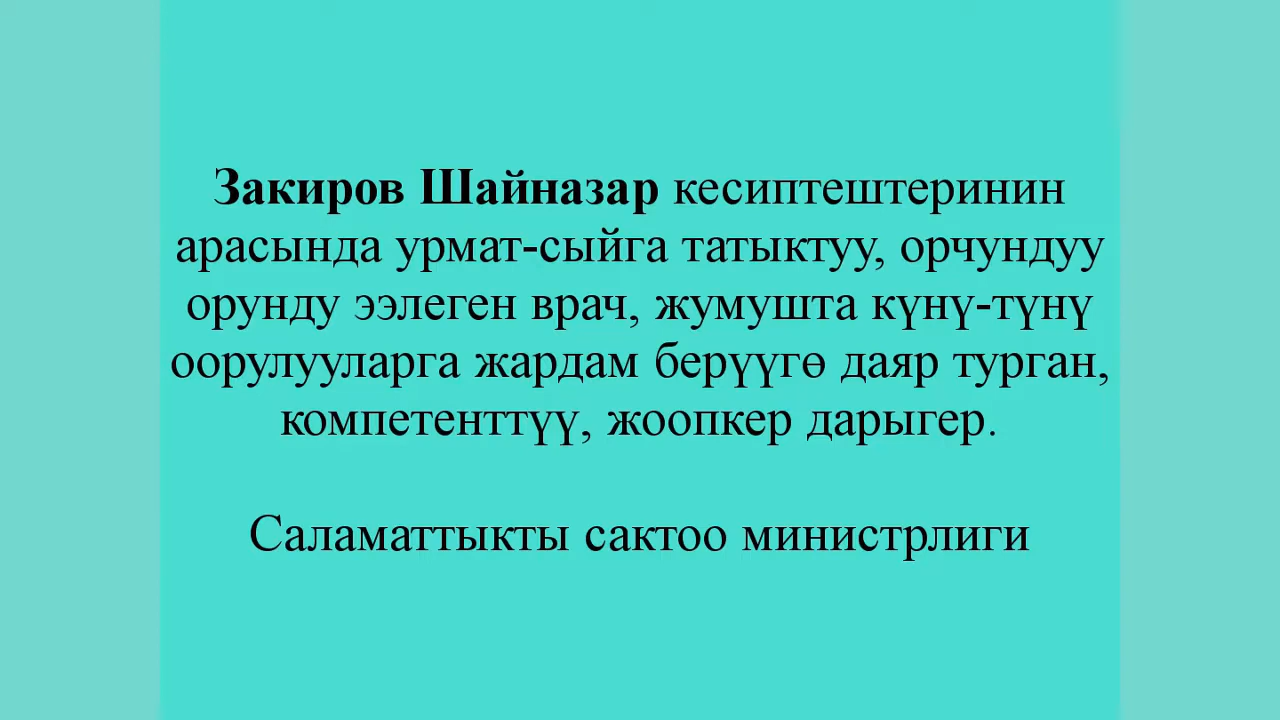 Закиров Шайназар кесиптештеринин
арасында урмат-сыйга татыктуу, орчундуу
орунду ээлеген врач, жумушта күнү-түнү
оорулууларга жардам берүүгө даяр турган,
компетенттүү, жоопкер дарыгер.
Саламаттыкты сактоо министрлиги